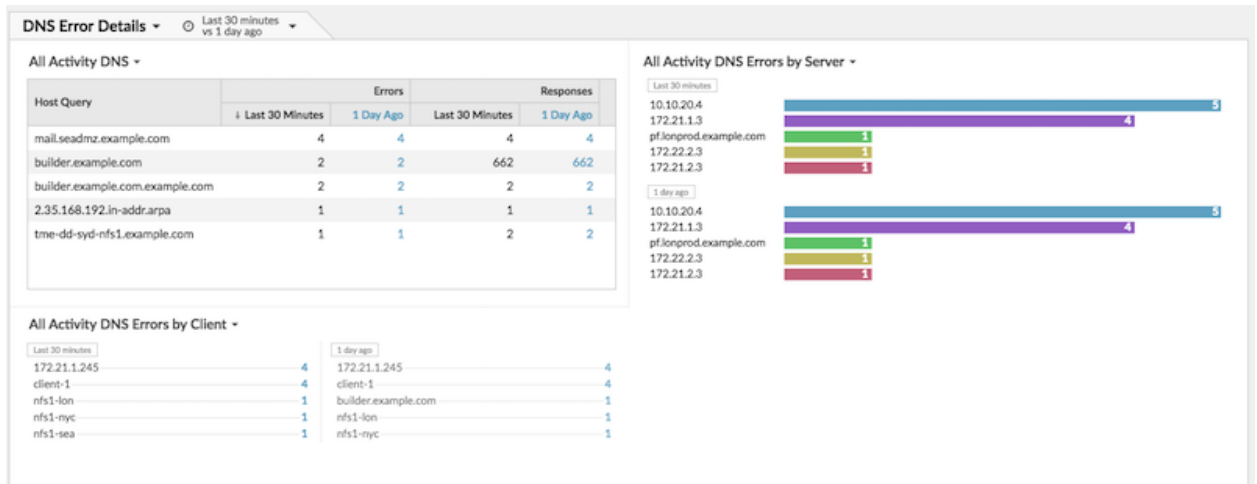 DNS Error Details
Last 30 minutes
vs 1 day ago
All Activity DNS
Host Query Errors Responses
↓ Last 30 Minutes 1 Day Ago Last 30 Minutes 1 Day Ago
mail.seadmz.example.com 4 4 4 4
builder.example.com 2 2 662 662
builder.example.com.example.com 2 2 2 2
2.35.168.192.in-addr.arpa 1 1 1 1
tme-dd-syd-nfs1.example.com 1 1 2 2
All Activity DNS Errors by Server
Last 30 minutes
10.10.20.4 5
172.21.1.3 4
pf.lonprod.example.com 1
172.22.2.3 1
172.21.2.3 1
1 day ago
10.10.20.4 5
172.21.1.3 4
pf.lonprod.example.com 1
172.22.2.3 1
172.21.2.3 1
All Activity DNS Errors by Client
Last 30 minutes
172.21.1.245 4
client-1 4
nfs1-lon 1
nfs1-nyc 1
nfs1-sea 1
1 day ago
172.21.1.245 4
client-1 4
builder.example.com 1
nfs1-lon 1
nfs1-nyc 1